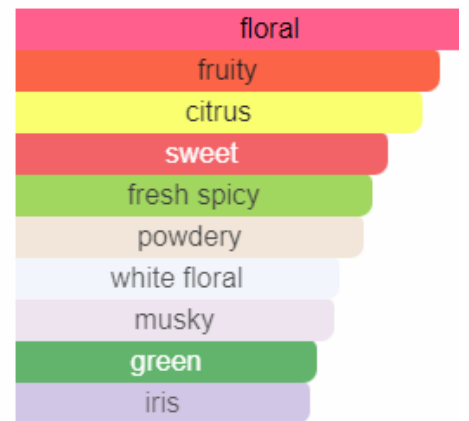 floral
fruity
citrus
sweet
fresh spicy
powdery
white floral
musky
green
iris